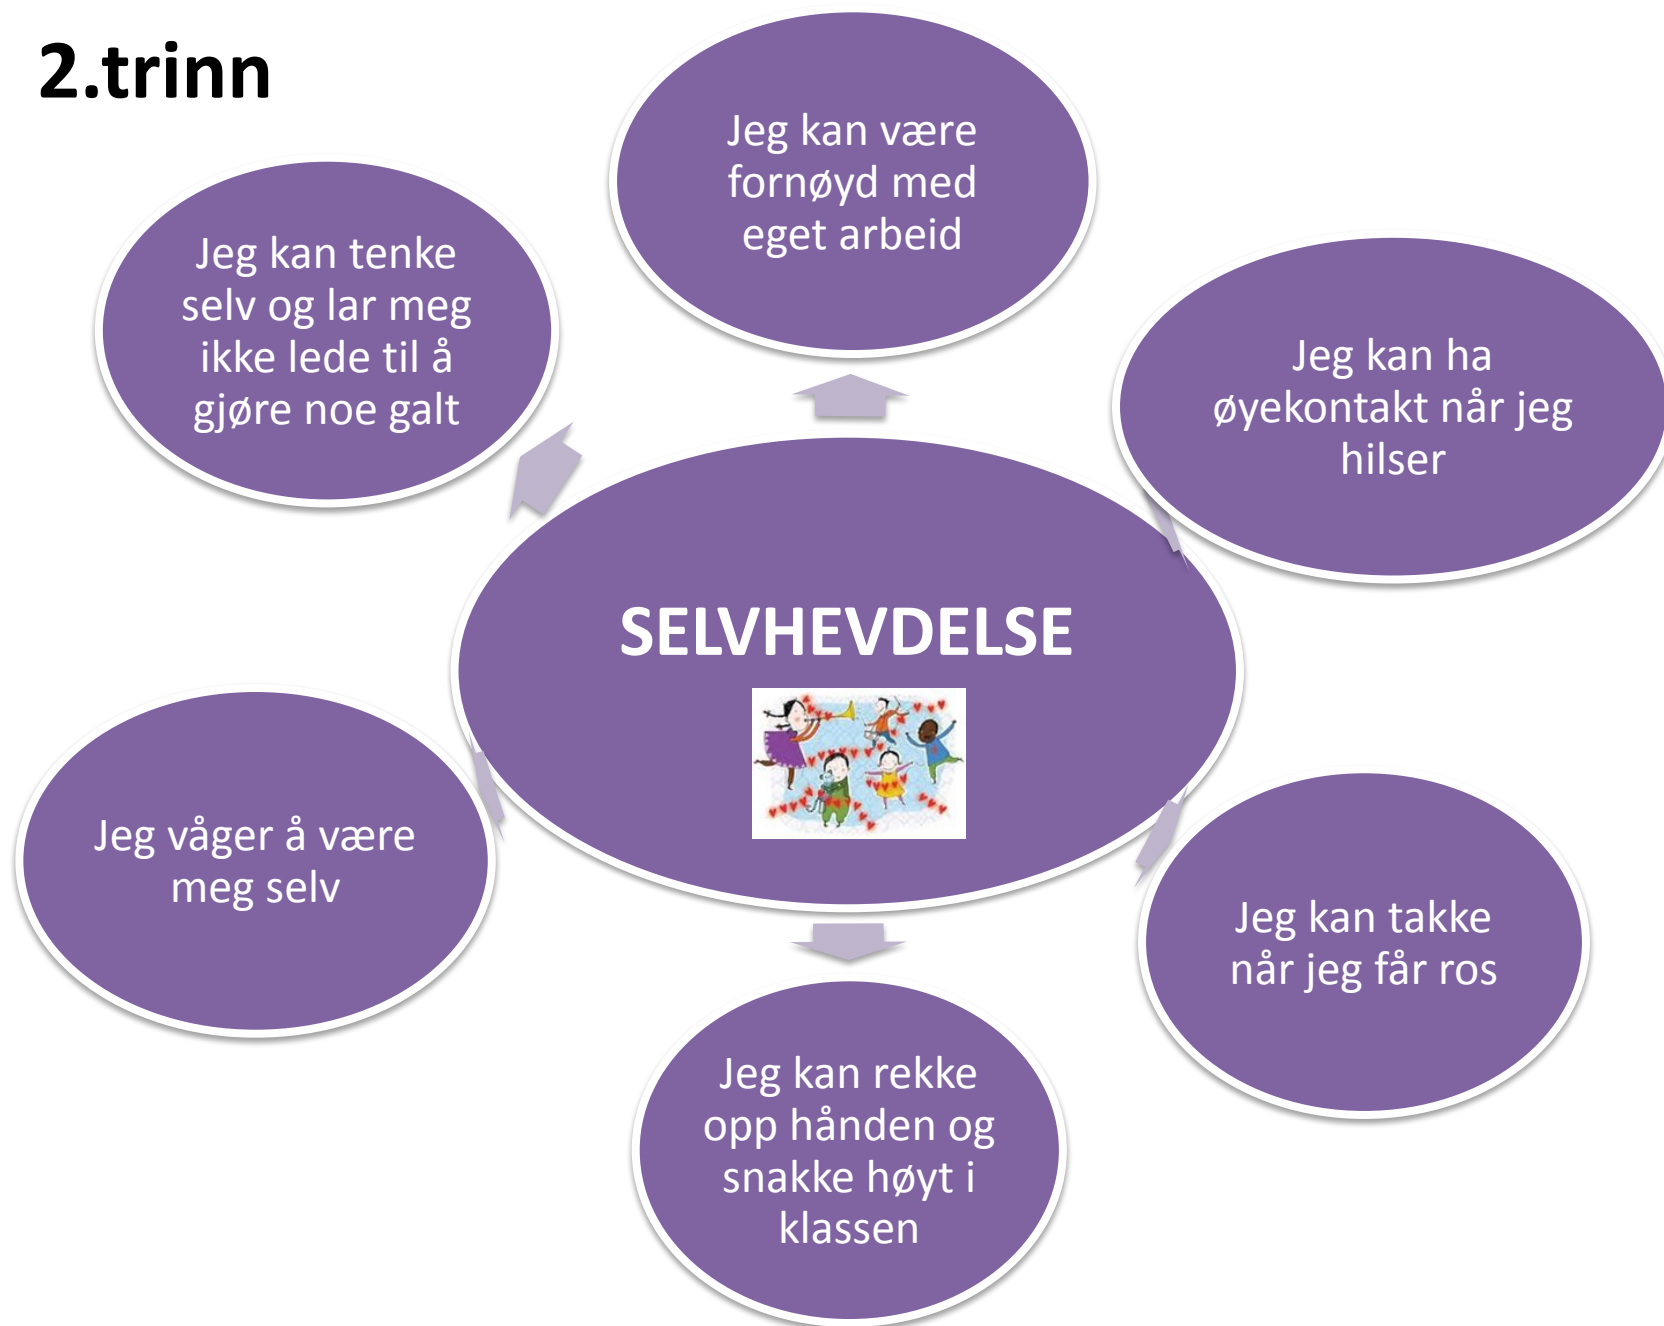 2.trinn
Jeg kan være
fornøyd med
eget arbeid
Jeg kan tenke
selv og lar meg
ikke lede til å
gjøre noe galt
Jeg kan ha
øyekontakt når jeg
hilser
SELVHEVDELSE
Jeg våger å være
meg selv
Jeg kan takke
når jeg får ros
Jeg kan rekke
opp hånden og
snakke høyt i
klassen